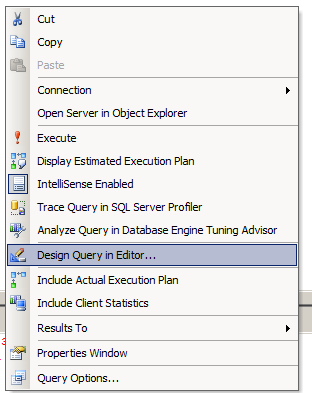 Cut
Copy
Paste
Connection
Open Server in Object Explorer
Execute
Display Estimated Execution Plan
IntelliSense Enabled
Trace Query in SQL Server Profiler
Analyze Query in Database Engine Tuning Advisor
Design Query in Editor...
Include Actual Execution Plan
Include Client Statistics
Results To
Properties Window
Query Options...